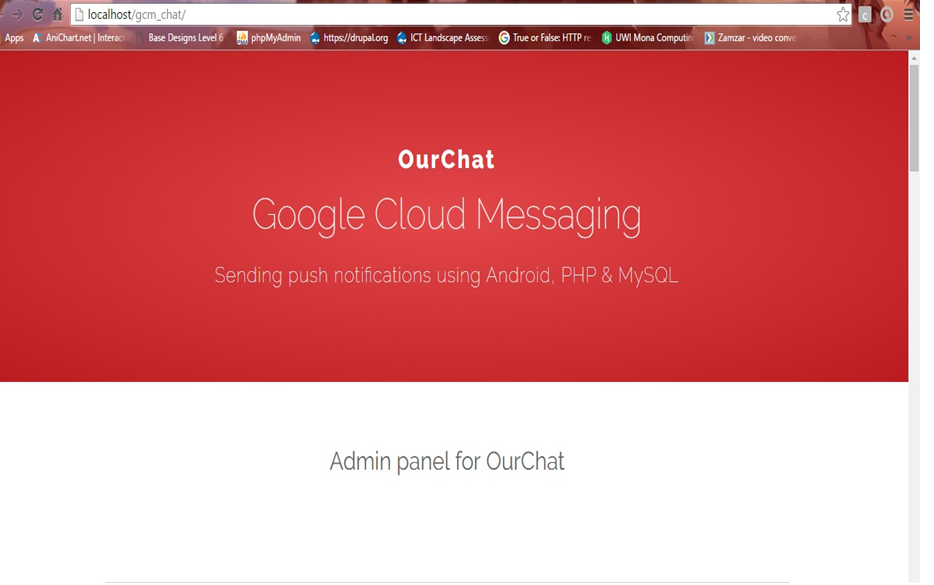 localhost/gcm_chat/
Apps AniChart.net | Interact Base Designs Level 6 phpMyAdmin https://drupal.org ICT Landscape Assess True or False: HTTP re UWI Mona Computin Zamzar - video conve
OurChat
Google Cloud Messaging
Sending push notifications using Android, PHP & MySQL
Admin panel for OurChat